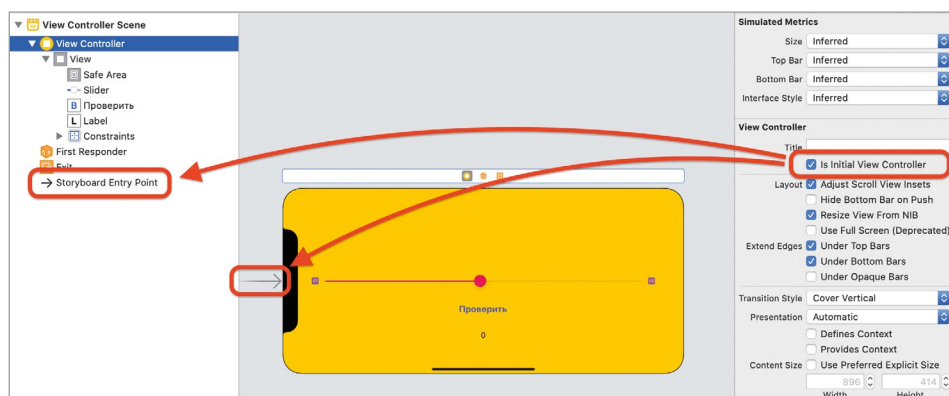 View Controller Scene
View Controller
View
Safe Area
Slider
B Проверить
L Label
Constraints
First Responder
Exit
Storyboard Entry Point
Проверить
0
Simulated Metrics
Size Inferred
Top Bar Inferred
Bottom Bar Inferred
Interface Style Inferred
View Controller
Title
Is Initial View Controller
Layout Adjust Scroll View Insets
Hide Bottom Bar on Push
Resize View From NIB
Use Full Screen (Deprecated)
Extend Edges Under Top Bars
Under Bottom Bars
Under Opaque Bars
Transition Style Cover Vertical
Presentation Automatic
Defines Context
Provides Context
Content Size Use Preferred Explicit Size
896 414
Width Height